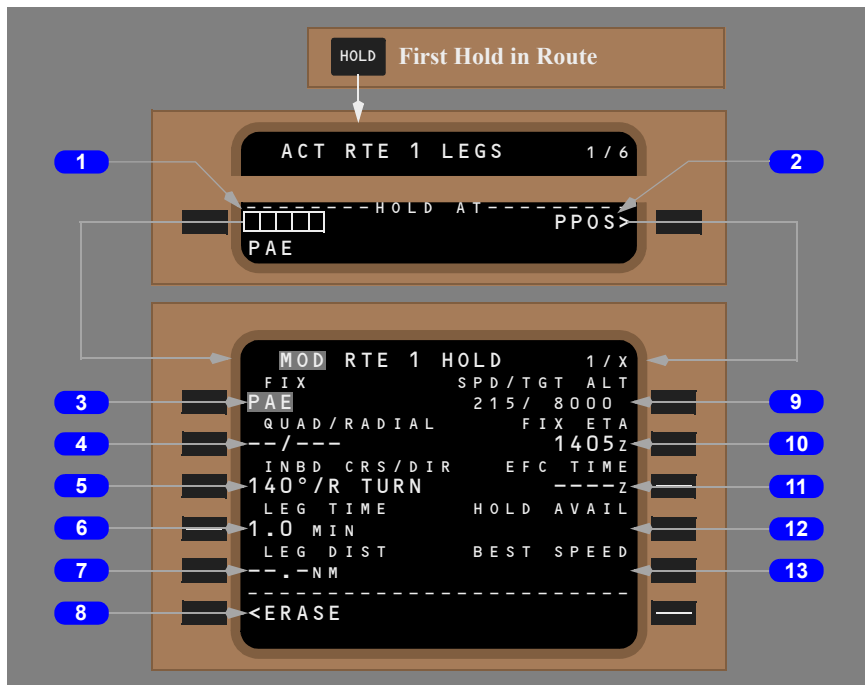 HOLD First Hold in Route
ACT RTE 1 LEGS 1/6
1 2
--------HOLD AT--------
PPOS>
PAE
MOD RTE 1 HOLD 1/X
FIX SPD/TGT ALT
3 PAE 215/ 8000 9
QUAD/RADIAL FIX ETA
4 --/--- 1405z 10
INBD CRS/DIR EFC TIME
5 140°/R TURN ----z 11
LEG TIME HOLD AVAIL
6 1.0 MIN 12
LEG DIST BEST SPEED
7 --.-NM 13
------------------------
8 <ERASE